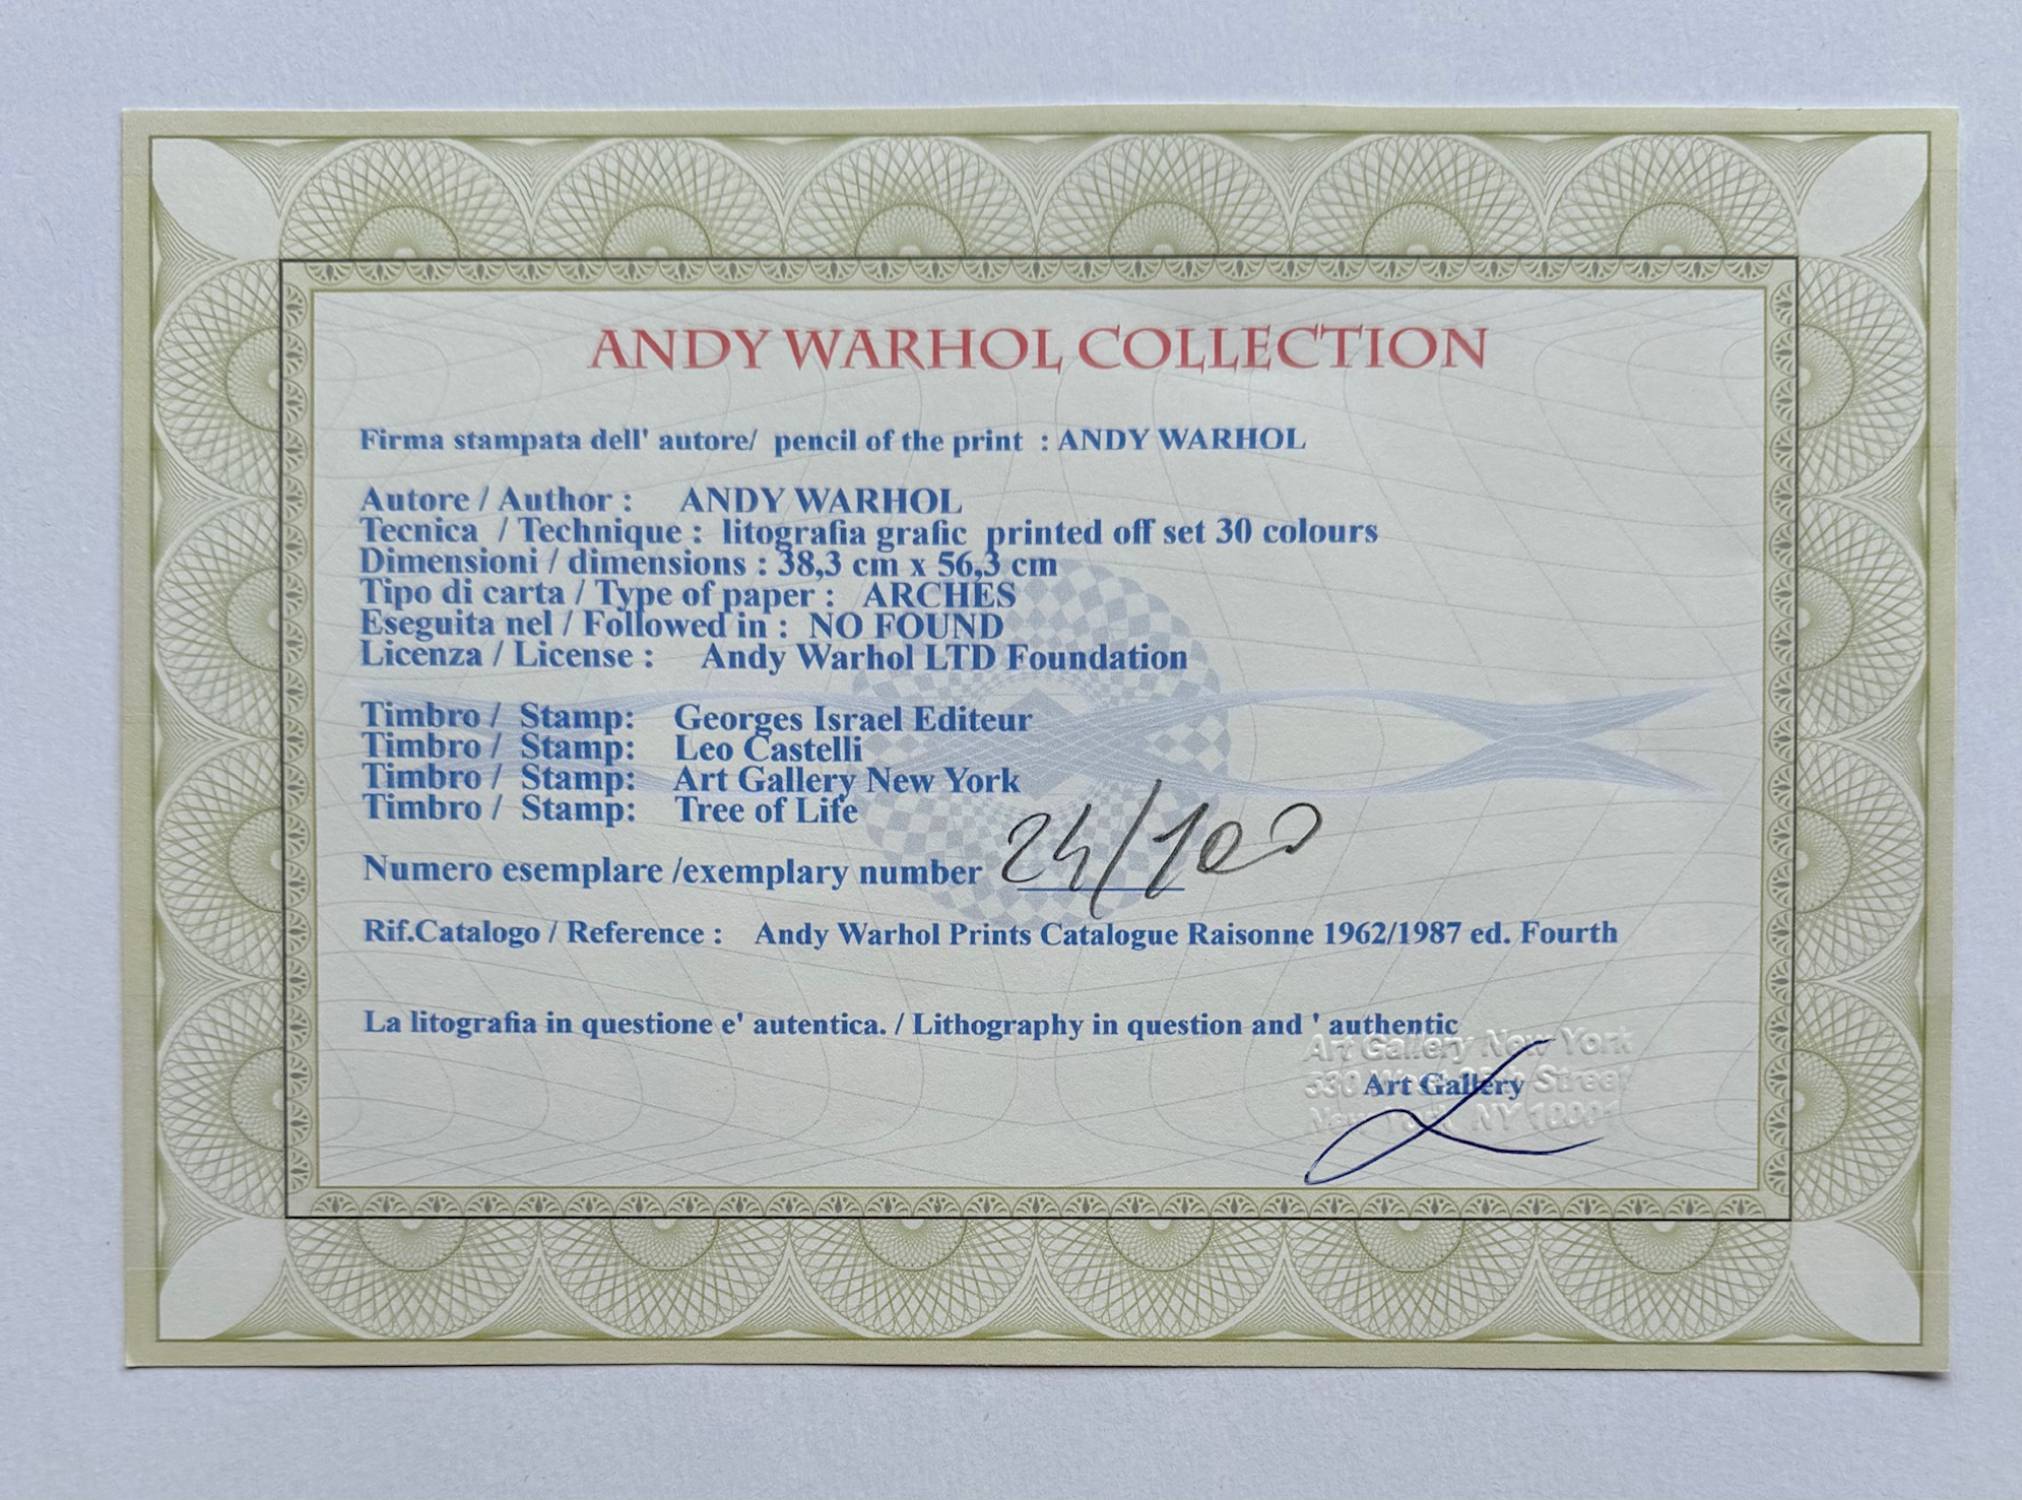 ANDY WARHOL COLLECTION
Firma stampata dell' autore/ pencil of the print : ANDY WARHOL
Autore / Author : ANDY WARHOL
Tecnica / Technique : litografia grafic printed off set 30 colours
Dimensioni / dimensions : 38,3 cm x 56,3 cm
Tipo di carta / Type of paper : ARCHES
Eseguita nel / Followed in : NO FOUND
Licenza / License : Andy Warhol LTD Foundation
Timbro / Stamp: Georges Israel Editeur
Timbro / Stamp: Leo Castelli
Timbro / Stamp: Art Gallery New York
Timbro / Stamp: Tree of Life
Numero esemplare /exemplary number 24/100
Rif.Catalogo / Reference : Andy Warhol Prints Catalogue Raisonne 1962/1987 ed. Fourth
La litografia in questione e' autentica. / Lithography in question and ' authentic
Art Gallery New York
Art Gallery
Street
New York NY 10001